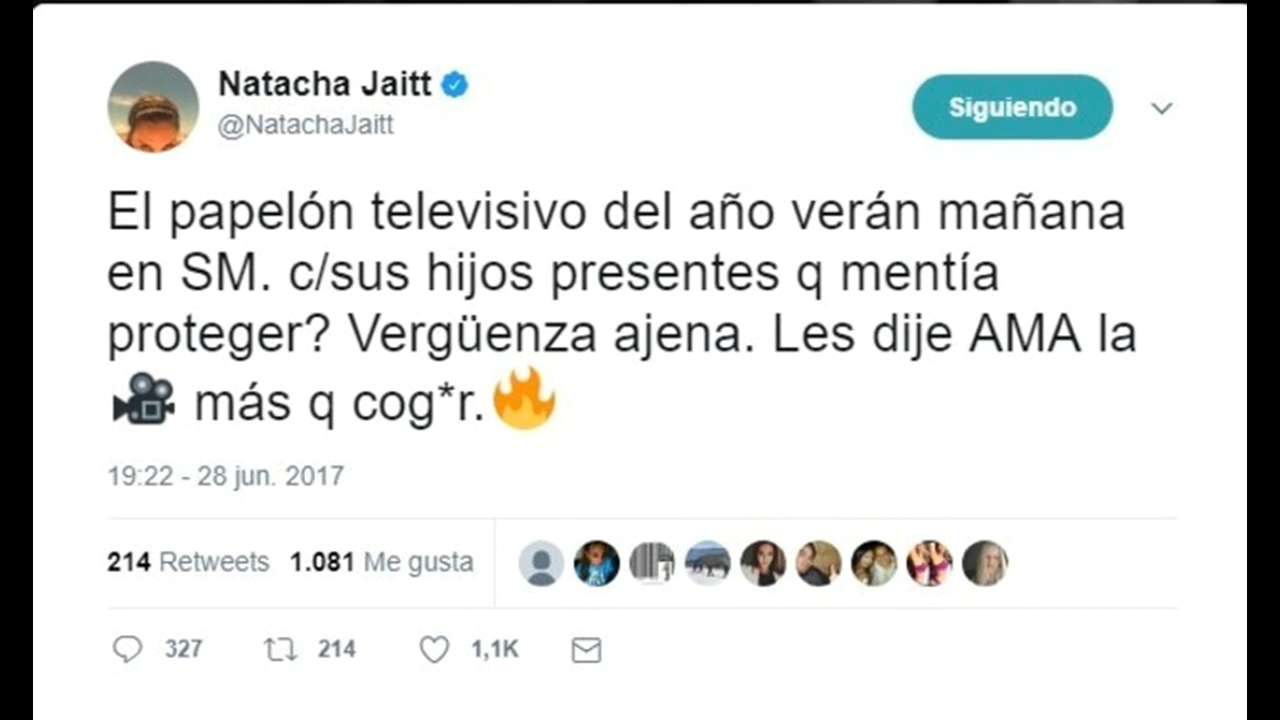 Natacha Jaitt
@NatachaJaitt
Siguiendo
El papelón televisivo del año verán mañana
en SM. c/sus hijos presentes q mentía
proteger? Vergüenza ajena. Les dije AMA la
🎥 más q cog*r.🔥
19:22 - 28 jun. 2017
214 Retweets 1.081 Me gusta
327 214 1,1K